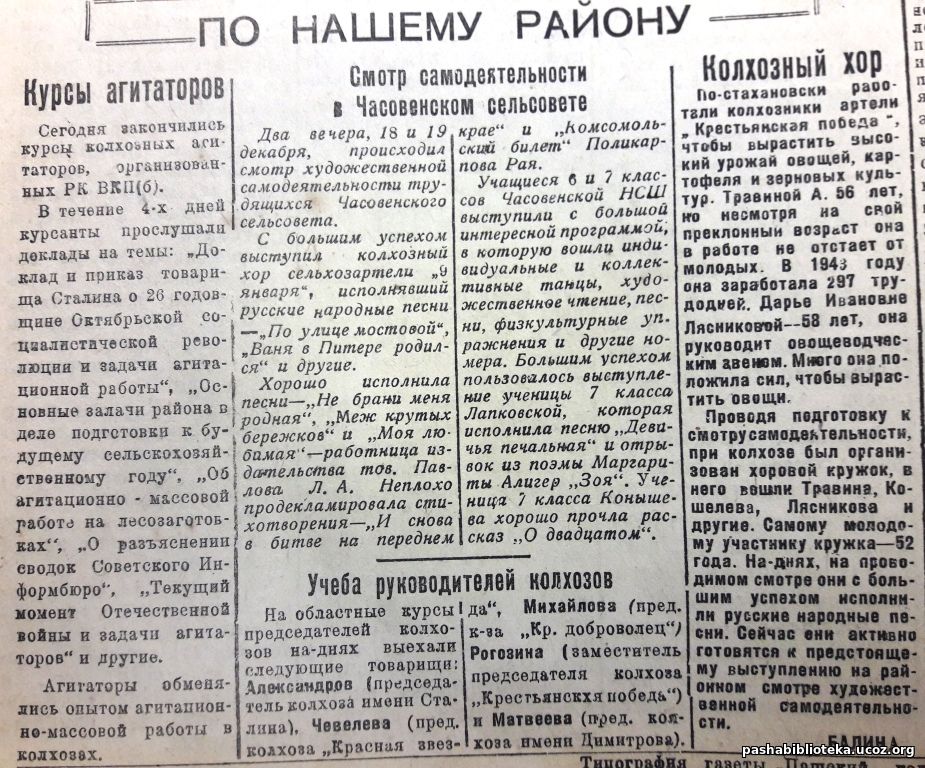 ПО НАШЕМУ РАЙОНУ
Курсы агитаторов
Сегодня закончились
курсы колхозных аги-
таторов, организован-
ных РК ВКП(б).
В течение 4-х дней
курсанты прослушали
доклады на темы: „До-
клад и приказ товари-
ща Сталина о 26 годов-
щине Октябрьской со-
циалистической рево-
люции и задачи агита-
ционной работы“, „Ос-
новные залачи района в
деле подготовки к бу-
дущему сельскохозяй-
ственному году“, „Об
агитационно - массовой
работе на лесозаготов-
ках“, „О разъяснении
сводок Советского Ин-
формбюро“, „Текущий
момент Отечественной
войны и задачи агита-
торов“ и другие.
Агитаторы обменя-
лись опытом агитацион-
но-массовой работы в
колхозах.
Смотр самодеятельности
в Часовенском сельсовете
Два вечера, 18 и 19
декабря, происходил
смотр художественной
самодеятельности тру-
дящихся Часовенского
сельсовета.
С большим успехом
выступил колхозный
хор сельхозартели „9
января“, исполнявший
русские народные песни
—„По улице мостовой“,
„Ваня в Питере родил-
ся“ и другие.
Хорошо исполнила
песни—„Не брани меня
родная“, „Меж крутых
бережков“ и „Моя лю-
бимая“—работница из-
дательства тов. Пав-
лова Л. А. Неплохо
продекламировала сти-
хотворения—„И снова
в битве на переднем
крае“ и „Комсомоль-
ский билет“ Поликар-
пова Рая.
Учащиеся 6 и 7 клас-
сов Часовенской НСШ
выступили с большой
интересной программой,
в которую вошли инди-
видуальные и коллек-
тивные танцы, худо-
жественное чтение, пес-
ни, физкультурные уп-
ражнения и другие но-
мера. Большим успехом
пользовалось выступле-
ние ученицы 7 класса
Лапковской, которая
исполнила песню „Деви-
чья печальная“ и отры-
вок из поэмы Маргари-
ты Алигер „Зоя“. Уче-
ница 7 класса Коныше-
ва хорошо прочла рас-
сказ „О двадцатом“.
Учеба руководителей колхозов
На областные курсы
председателей колхо-
зов на-днях выехали
следующие товарищи:
Александров (председа-
тель колхоза имени Ста-
лина), Чевелева (пред.
колхоза „Красная звез-
да“, Михайлова (пред.
к-за „Кр. доброволец“)
Рогозина (заместитель
председателя колхоза
„Крестьянскхя победа“)
и Матвеева (пред. кол-
хоза имени Димитрова).
Колхозный хор
По-стахановски рабо-
тали колхозники артели
„Крестьянская победа“,
чтобы вырастить высо-
кий урожай овощей, кар-
тофеля и зерновых куль-
тур. Травиной А. 56 лет,
но несмотря на свой
преклонный возраст она
в работе не отстает от
молодых. В 1943 году
она заработала 297 тру-
додней. Дарье Ивановне
Лясниковой--58 лет, она
руководит овощеводчес-
ким звеном. Много она по-
ложила сил, чтобы вырас-
тить овощи.
Проводя подготовку к
смотру самодеятельности,
при колхозе был органи-
зован хоровой кружок, в
него вошли Травина, Ко-
шелева, Лясникова и
другие. Самому молодо-
му участнику кружка—52
года. На-днях, на прово-
димом смотре они с боль-
шим успехом исполни-
ли русские народные пе-
сни. Сейчас они активно
готовятся к предстояще-
му выступлению на рай-
онном смотре художест-
венной самодеятельно-
сти.
БАЛИНА.
Типография газеты „Пашский
pashabiblioteka.ucoz.org